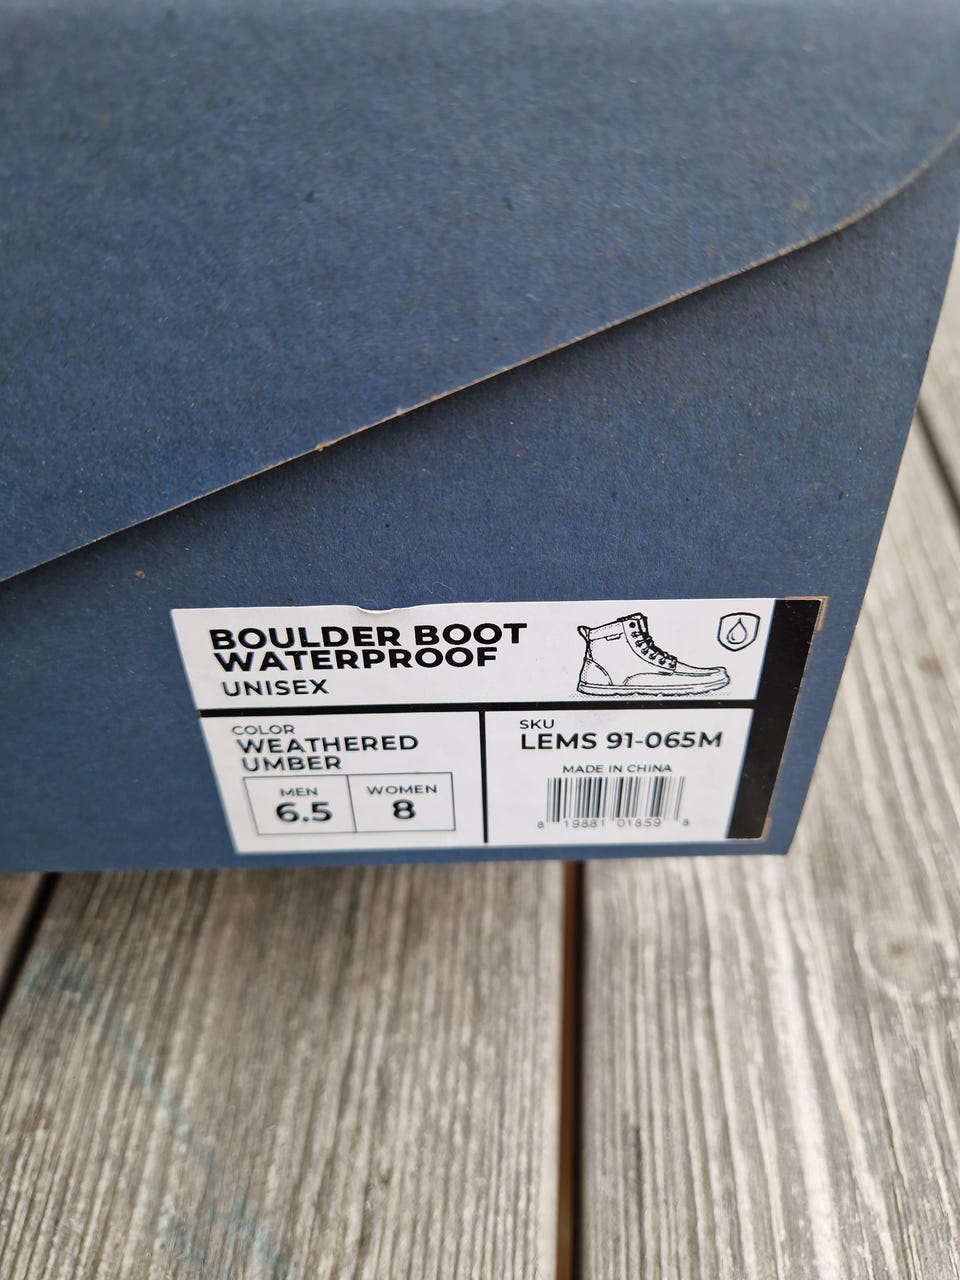 BOULDER BOOT
WATERPROOF
UNISEX
COLOR
WEATHERED
UMBER
MEN
6.5
WOMEN
8
SKU
LEMS 91-065M
MADE IN CHINA
8 19881 01859 8